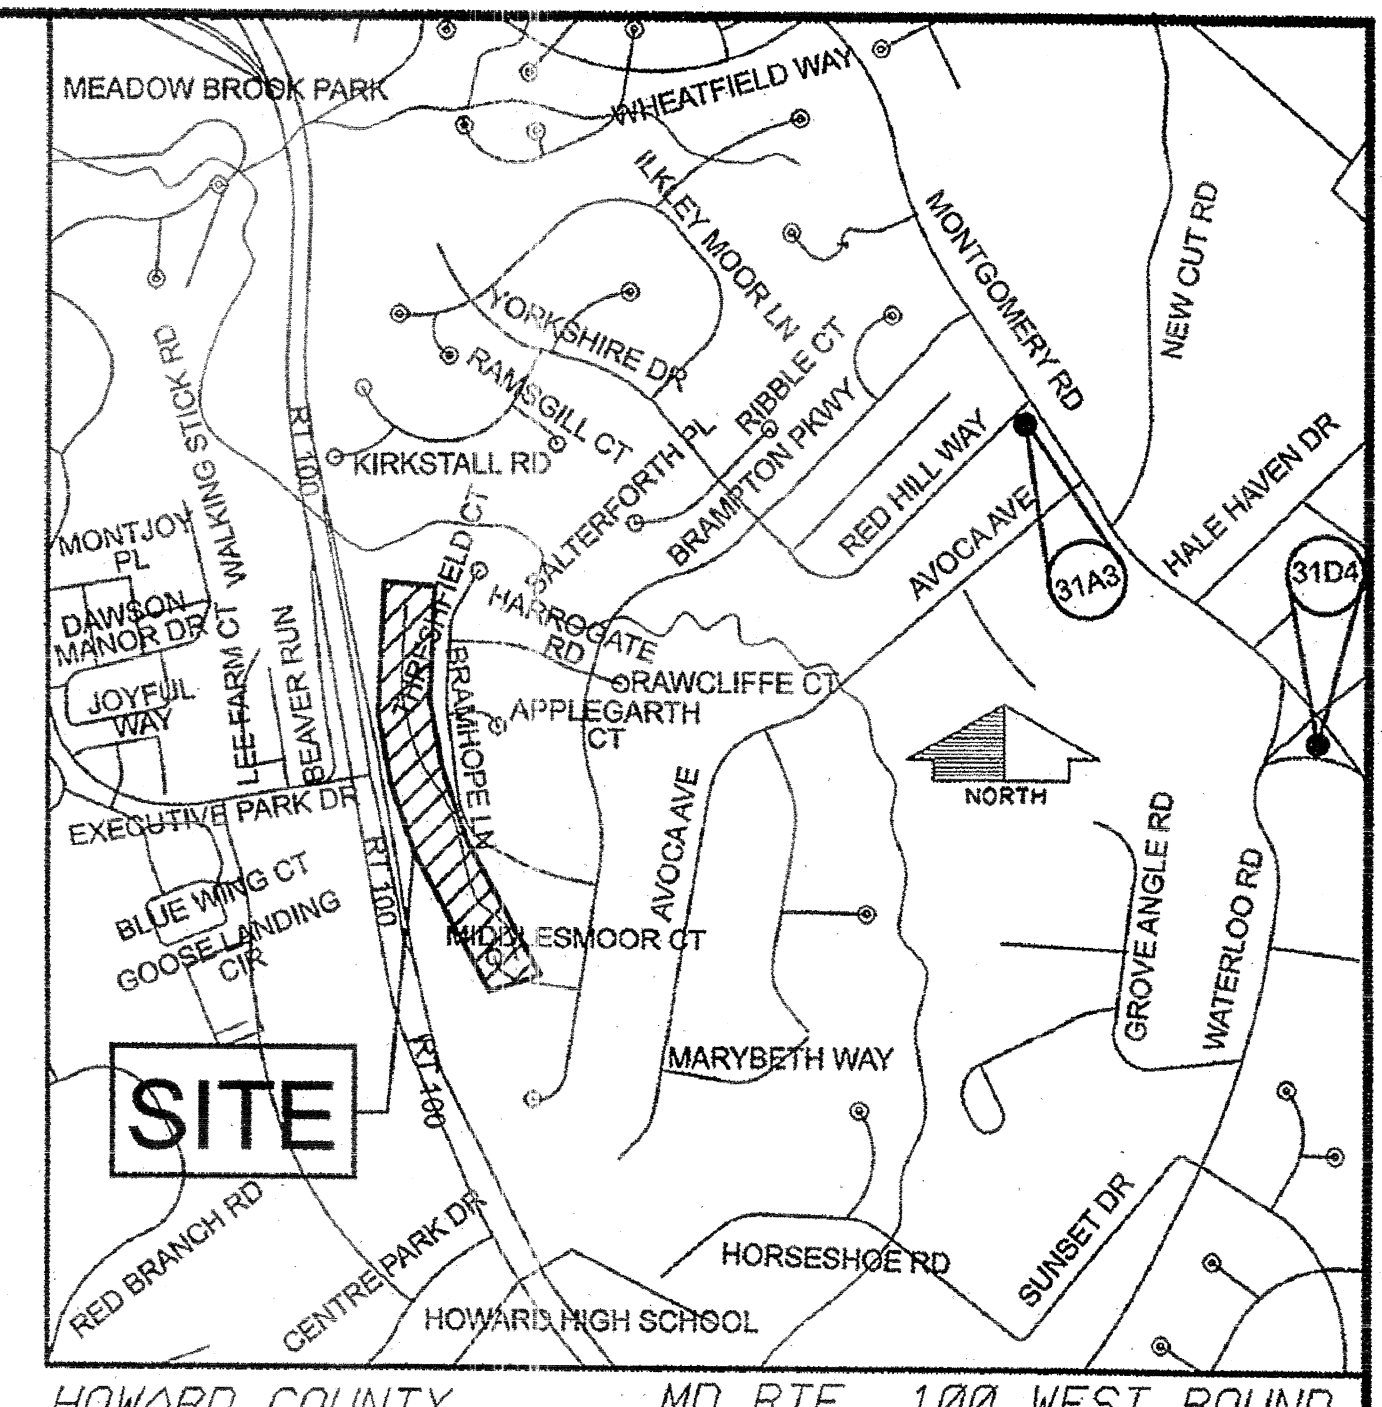 MEADOW BROOK PARK
WHEATFIELD WAY
ILKLEY MOOR LN
MONTGOMERY RD
NEW CUT RD
YORKSHIRE DR
RAMSGILL CT
RIBBLE CT
BRAMPTON PKWY
WALKING STICK RD
RT 100
KIRKSTALL RD
SALTERFORTH PL
RED HILL WAY
AVOCA AVE
HALE HAVEN DR
31A3
31D4
MONTJOY
PL
DAWSON
MANOR DR
JOYFUL
WAY
LEE FARM CT
BEAVER RUN
THRESHFIELD CT
HARROGATE
RD
BRAMHOPE LN
RAWCLIFFE CT
APPLEGARTH
CT
NORTH
EXECUTIVE PARK DR
RT 100
AVOCA AVE
GROVE ANGLE RD
WATERLOO RD
BLUE WING CT
GOOSE LANDING
CIR
MIDDLESMOOR CT
SITE
RT 100
MARYBETH WAY
RED BRANCH RD
CENTRE PARK DR
HORSESHOE RD
SUNSET DR
HOWARD HIGH SCHOOL
HOWARD COUNTY MD RTE 100 WEST BOUND